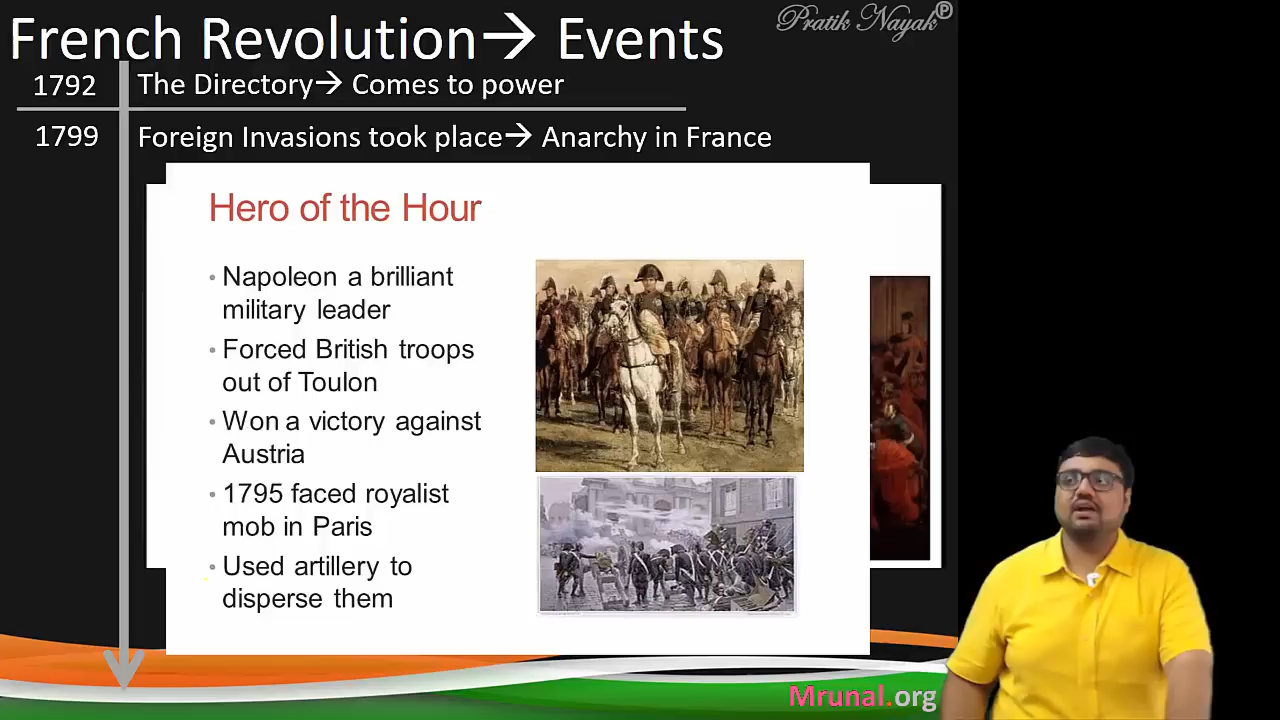 Pratik Nayak℗
French Revolution→ Events
1792 The Directory→ Comes to power
1799 Foreign Invasions took place→ Anarchy in France
Hero of the Hour
• Napoleon a brilliant
military leader
• Forced British troops
out of Toulon
• Won a victory against
Austria
• 1795 faced royalist
mob in Paris
• Used artillery to
disperse them
Mrunal.org